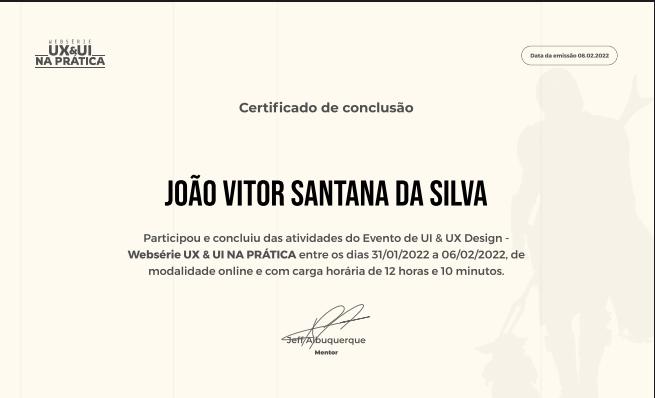 WEBSÉRIE
UX&UI
NA PRÁTICA
Data da emissão 08.02.2022
Certificado de conclusão
JOÃO VITOR SANTANA DA SILVA
Participou e concluiu das atividades do Evento de UI & UX Design -
Websérie UX & UI NA PRÁTICA entre os dias 31/01/2022 a 06/02/2022, de
modalidade online e com carga horária de 12 horas e 10 minutos.
Jeff Albuquerque
Mentor